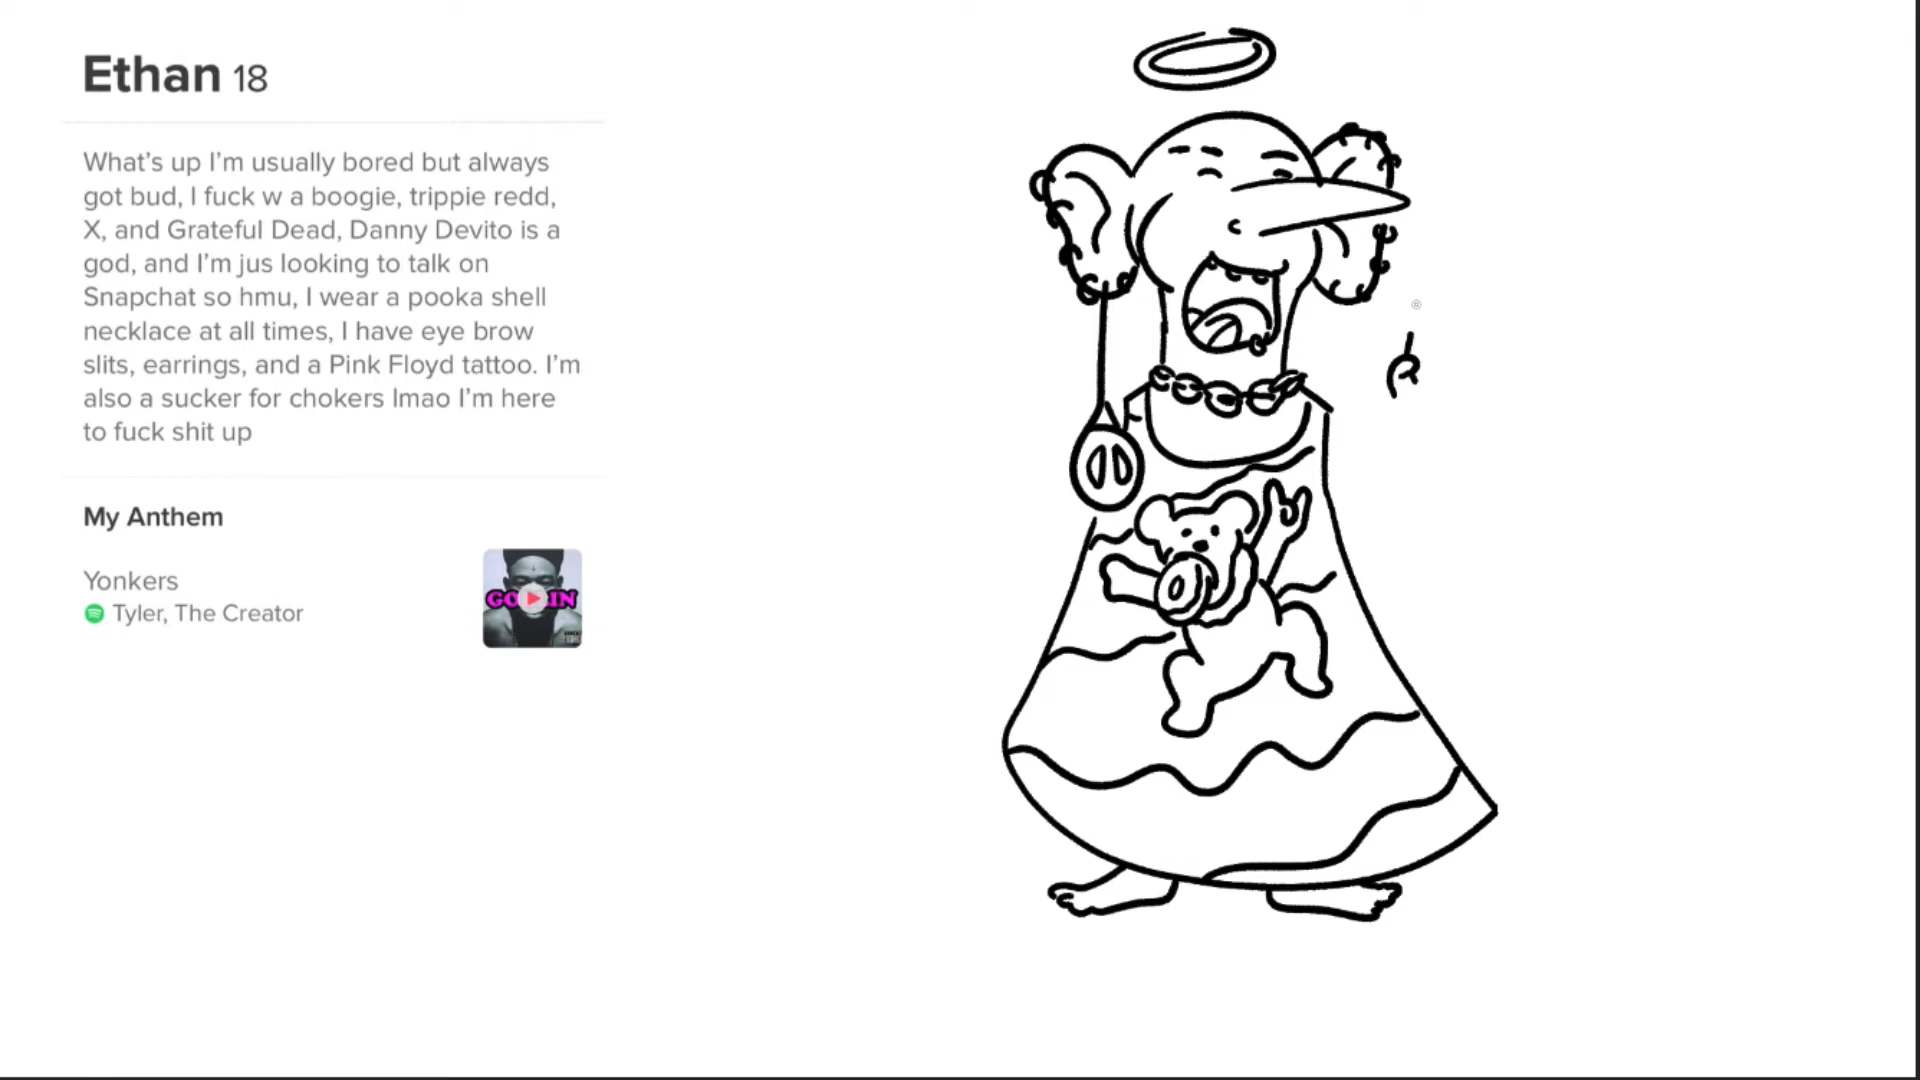 Ethan 18
What's up I'm usually bored but always
got bud, I fuck w a boogie, trippie redd,
X, and Grateful Dead, Danny Devito is a
god, and I'm jus looking to talk on
Snapchat so hmu, I wear a pooka shell
necklace at all times, I have eye brow
slits, earrings, and a Pink Floyd tattoo. I'm
also a sucker for chokers lmao I'm here
to fuck shit up
My Anthem
Yonkers
Tyler, The Creator